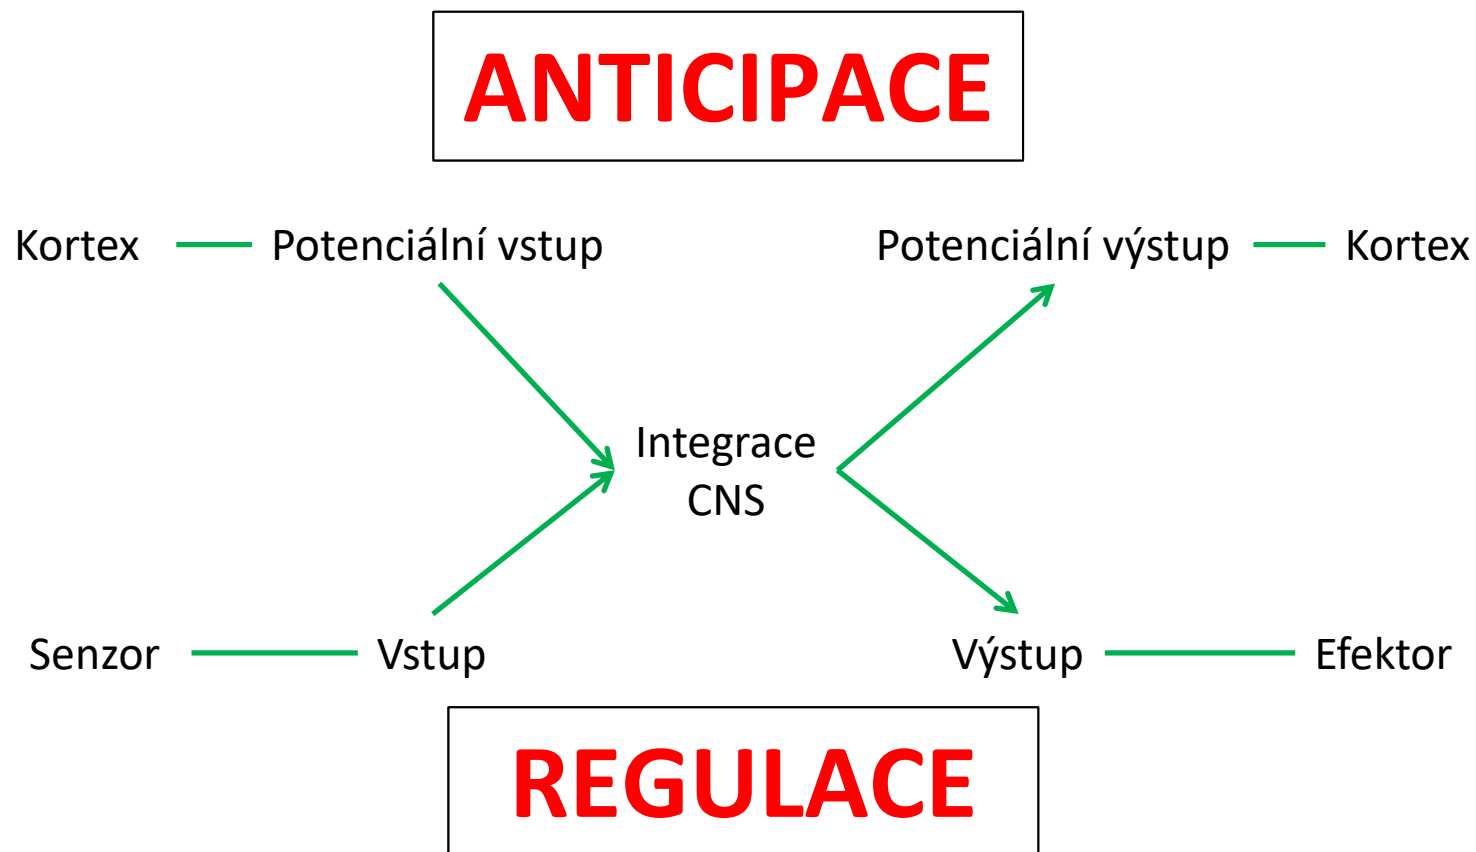 ANTICIPACE
Kortex
Potenciální vstup
Potenciální výstup
Kortex
Integrace
CNS
Senzor
Vstup
Výstup
Efektor
REGULACE